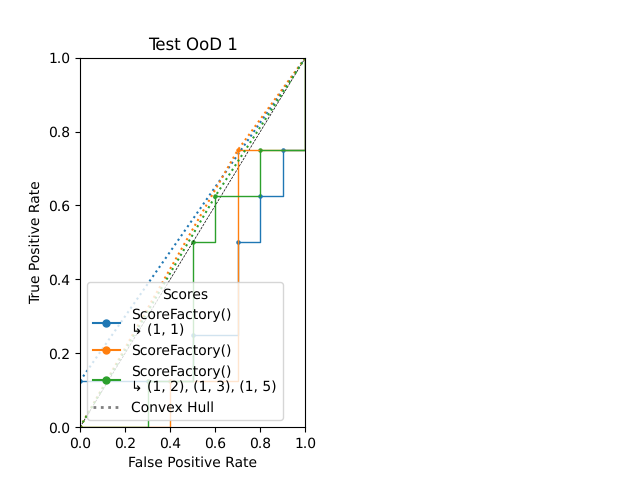 Test OoD 1
True Positive Rate
1.0
0.8
0.6
0.4
0.2
0.0
Scores
ScoreFactory()
↳ (1, 1)
ScoreFactory()
ScoreFactory()
↳ (1, 2), (1, 3), (1, 5)
Convex Hull
0.0 0.2 0.4 0.6 0.8 1.0
False Positive Rate